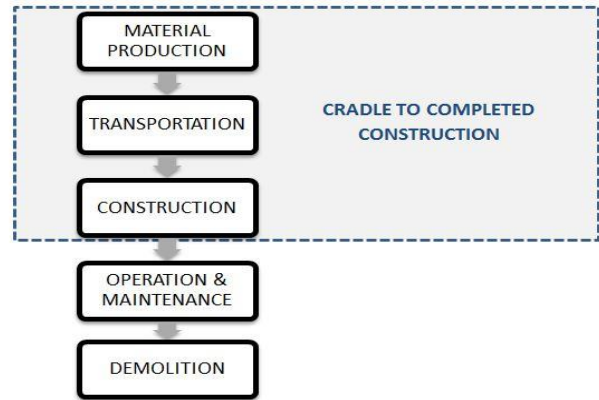 MATERIAL
PRODUCTION
TRANSPORTATION
CRADLE TO COMPLETED
CONSTRUCTION
CONSTRUCTION
OPERATION &
MAINTENANCE
DEMOLITION